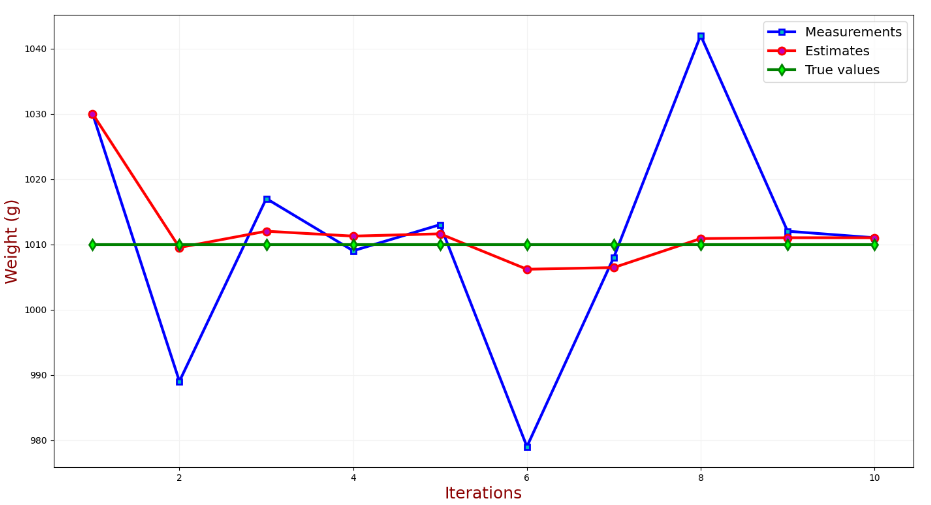 1040
1030
1020
1010
1000
990
980
Weight (g)
2
4
6
8
10
Iterations
Measurements
Estimates
True values